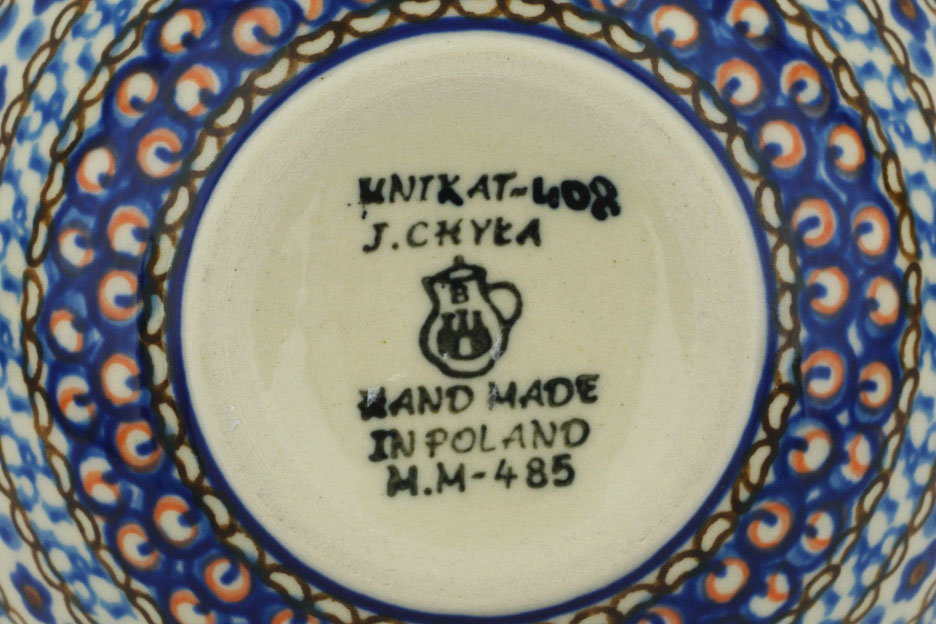 UNIKAT-408
J.CHYŁA
B
HAND MADE
IN POLAND
M.M-485